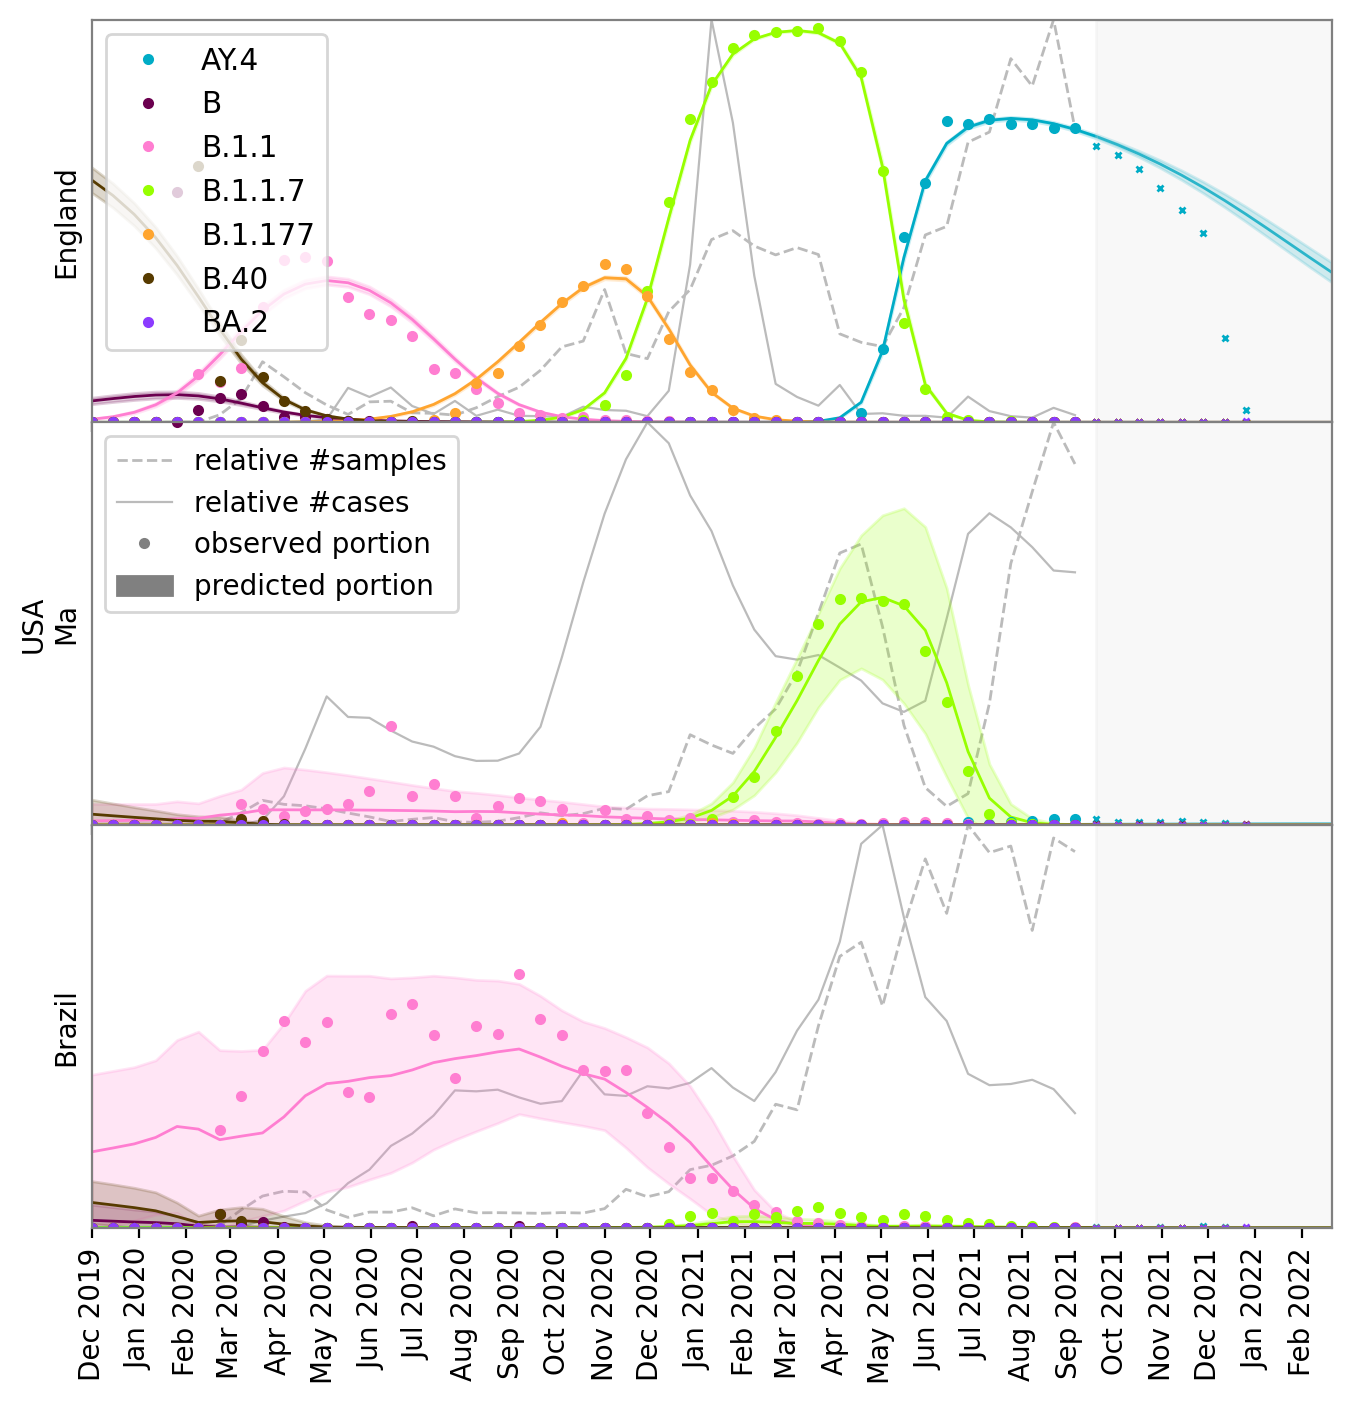 England
AY.4
B
B.1.1
B.1.1.7
B.1.177
B.40
BA.2
USA
Ma
relative #samples
relative #cases
observed portion
predicted portion
Brazil
Dec 2019
Jan 2020
Feb 2020
Mar 2020
Apr 2020
May 2020
Jun 2020
Jul 2020
Aug 2020
Sep 2020
Oct 2020
Nov 2020
Dec 2020
Jan 2021
Feb 2021
Mar 2021
Apr 2021
May 2021
Jun 2021
Jul 2021
Aug 2021
Sep 2021
Oct 2021
Nov 2021
Dec 2021
Jan 2022
Feb 2022